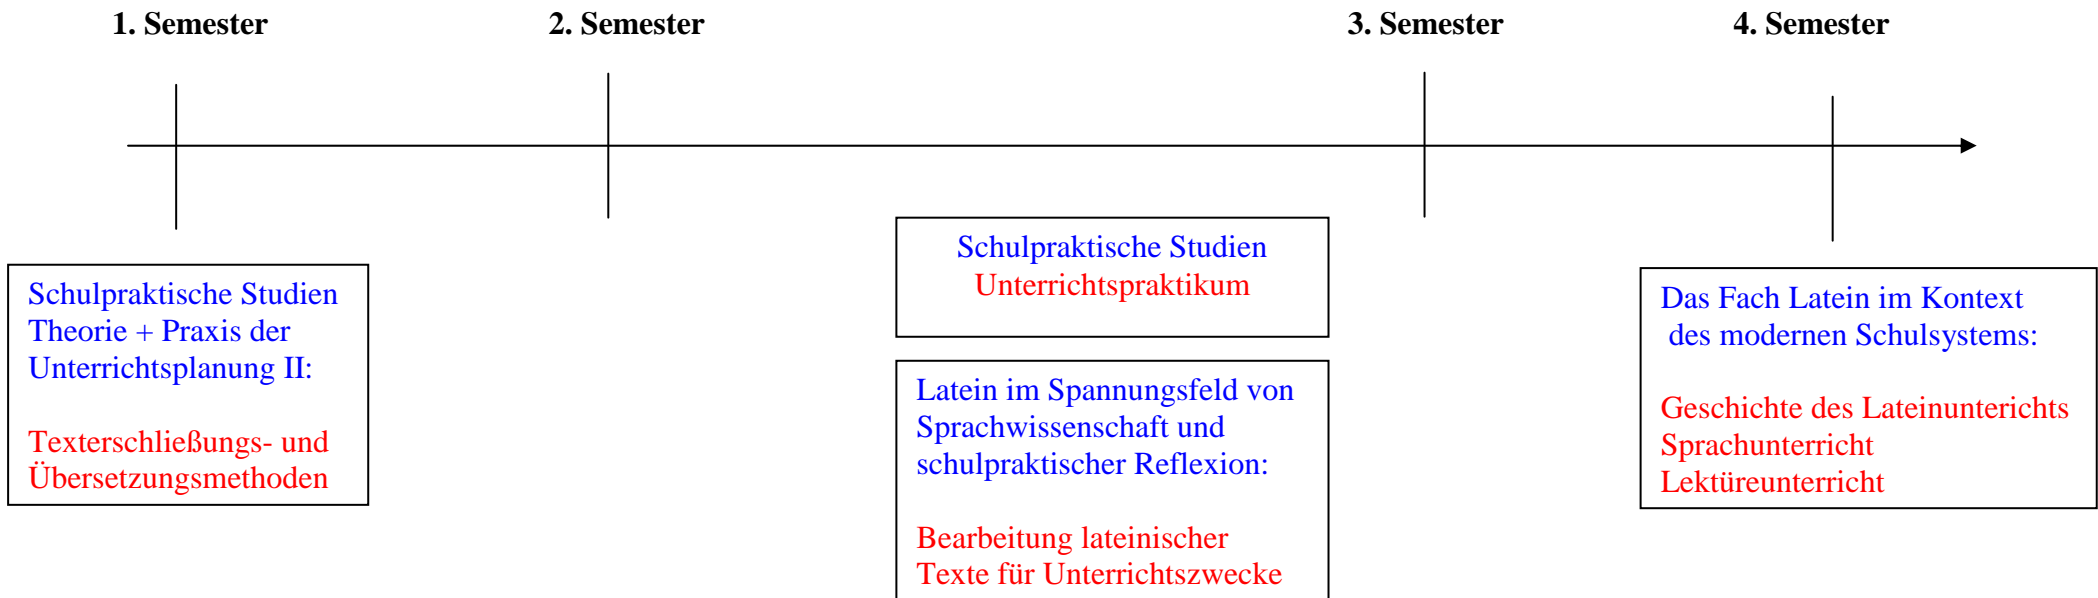 1. Semester 2. Semester 3. Semester 4. Semester
Schulpraktische Studien
Theorie + Praxis der
Unterrichtsplanung II:
Texterschließungs- und
Übersetzungsmethoden
Schulpraktische Studien
Unterrichtspraktikum
Latein im Spannungsfeld von
Sprachwissenschaft und
schulpraktischer Reflexion:
Bearbeitung lateinischer
Texte für Unterrichtszwecke
Das Fach Latein im Kontext
des modernen Schulsystems:
Geschichte des Lateinunterichts
Sprachunterricht
Lektüreunterricht